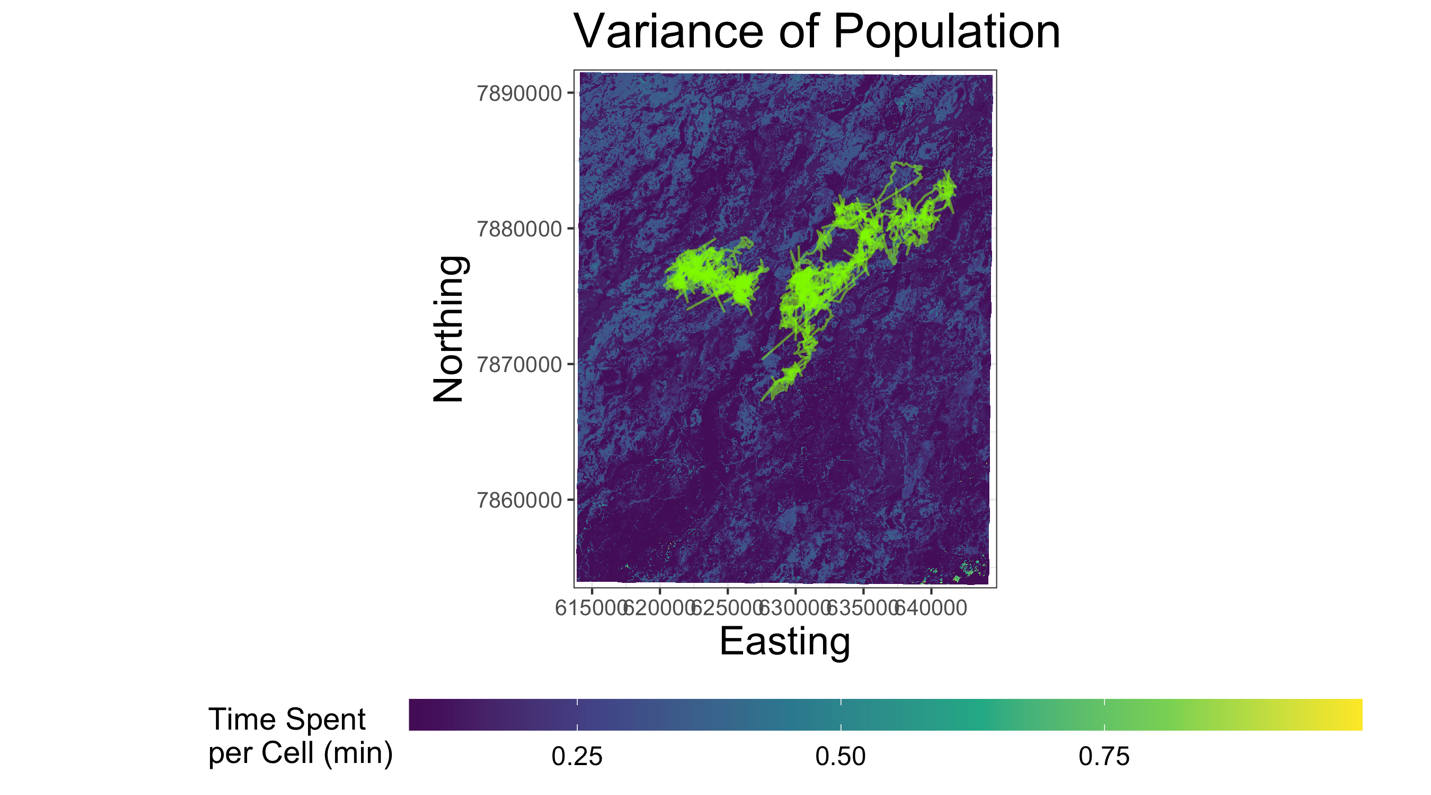 Variance of Population
Northing
7890000
7880000
7870000
7860000
615000 620000 625000 630000 635000 640000
Easting
Time Spent
per Cell (min)
0.25 0.50 0.75